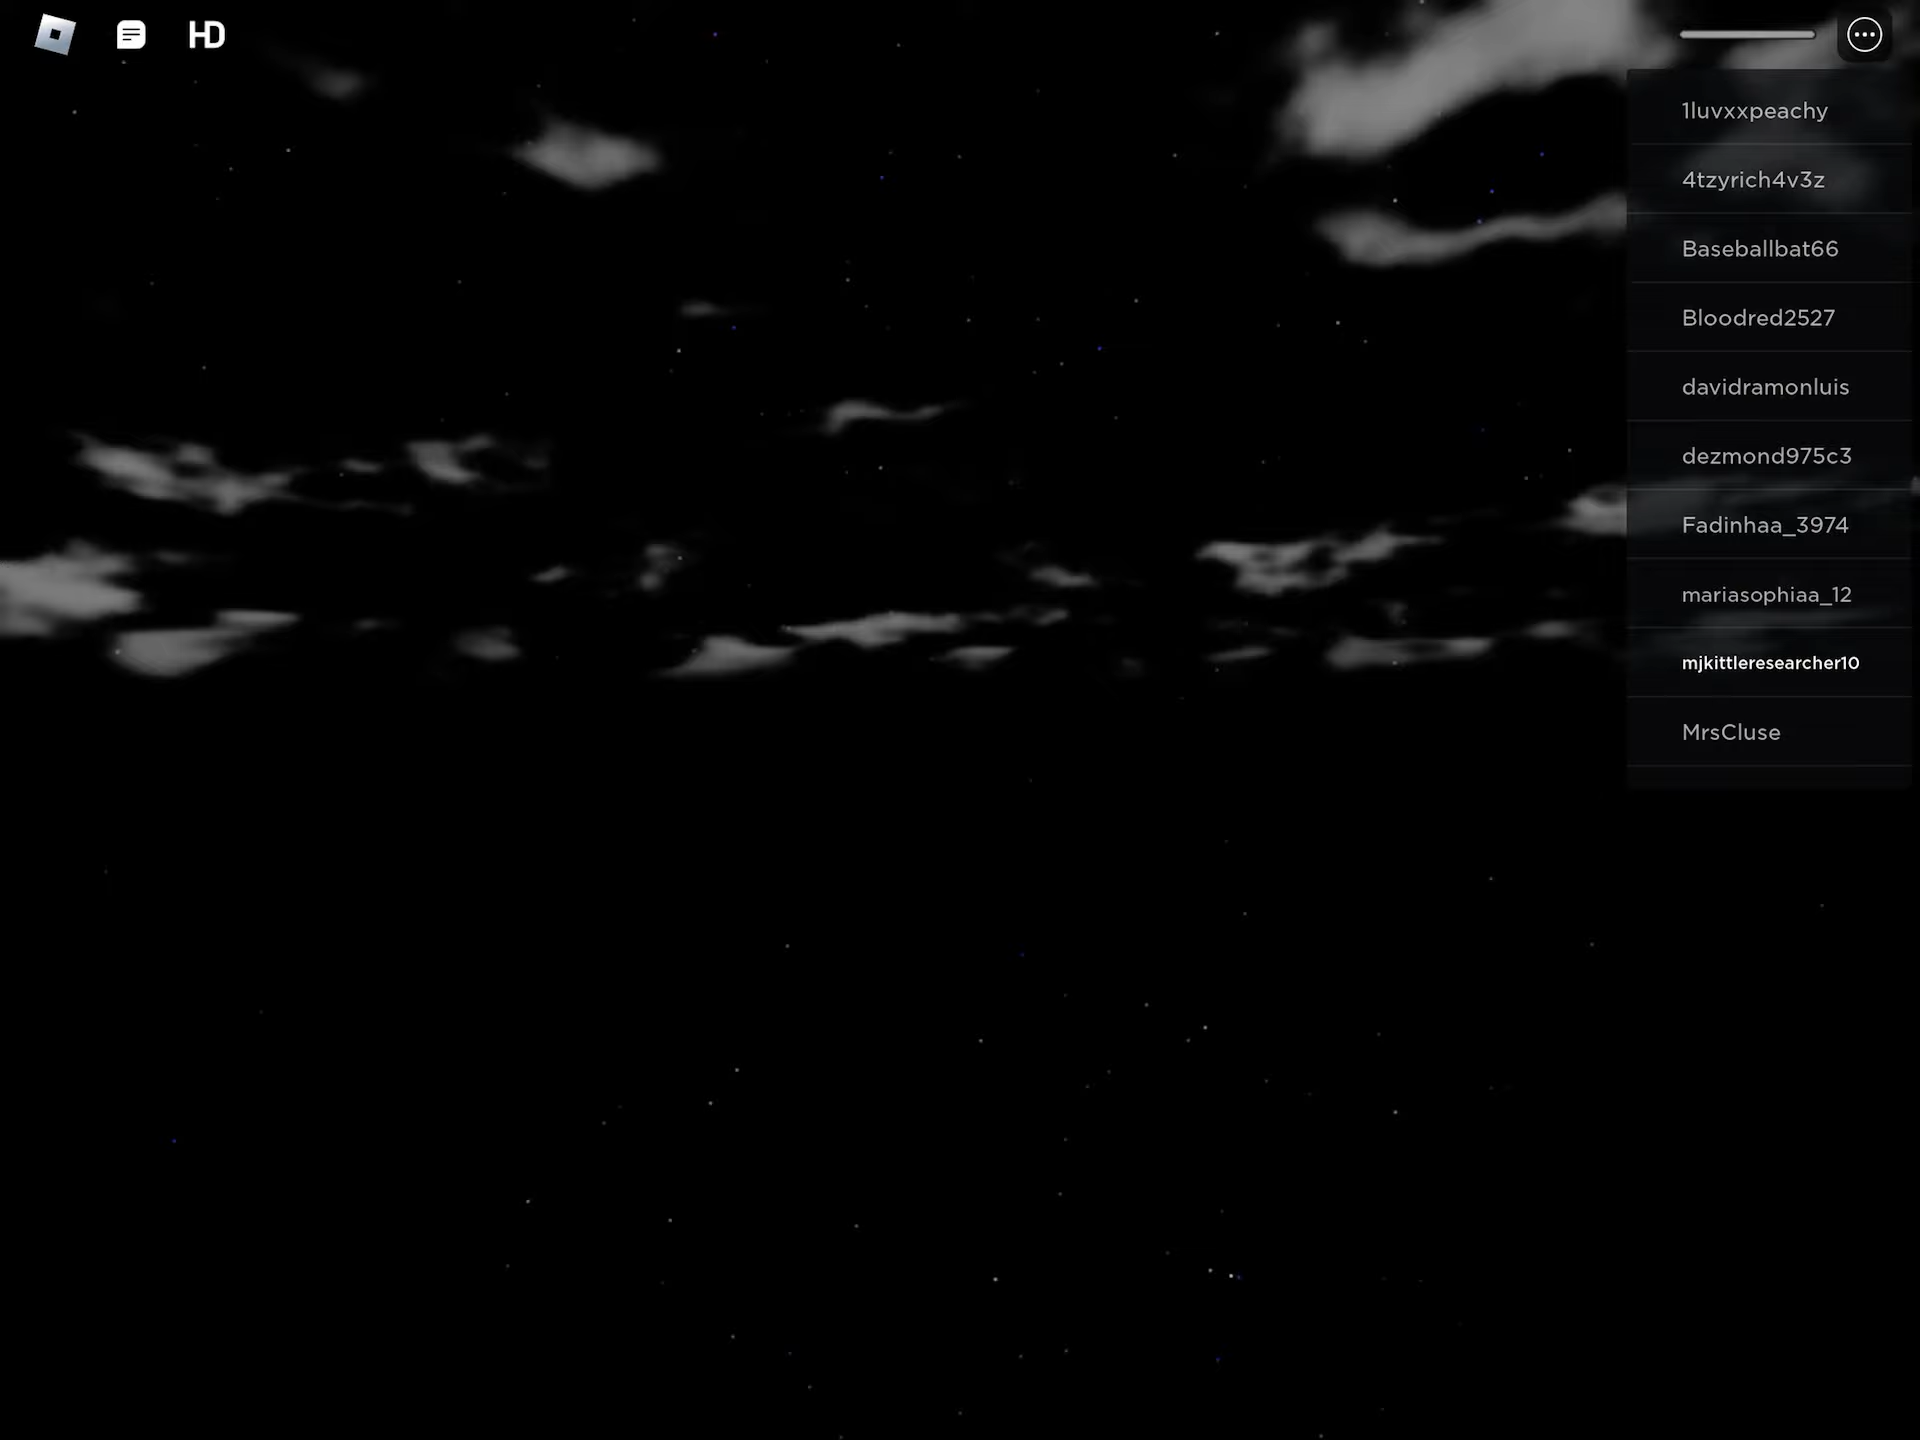 HD
1luvxxpeachy
4tzyrich4v3z
Baseballbat66
Bloodred2527
davidramonluis
dezmond975c3
Fadinhaa_3974
mariasophiaa_12
mjkittleresearcher10
MrsCluse